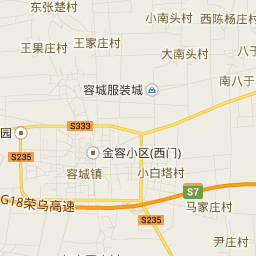 东张楚村
小南头村
西陈杨庄村
王果庄村
王家庄村
大南头村
八于
南八于
容城服装城
S333
园
S235
金容小区(西门)
容城镇
小白塔村
S7
G18荣乌高速
马家庄村
S235
尹庄村